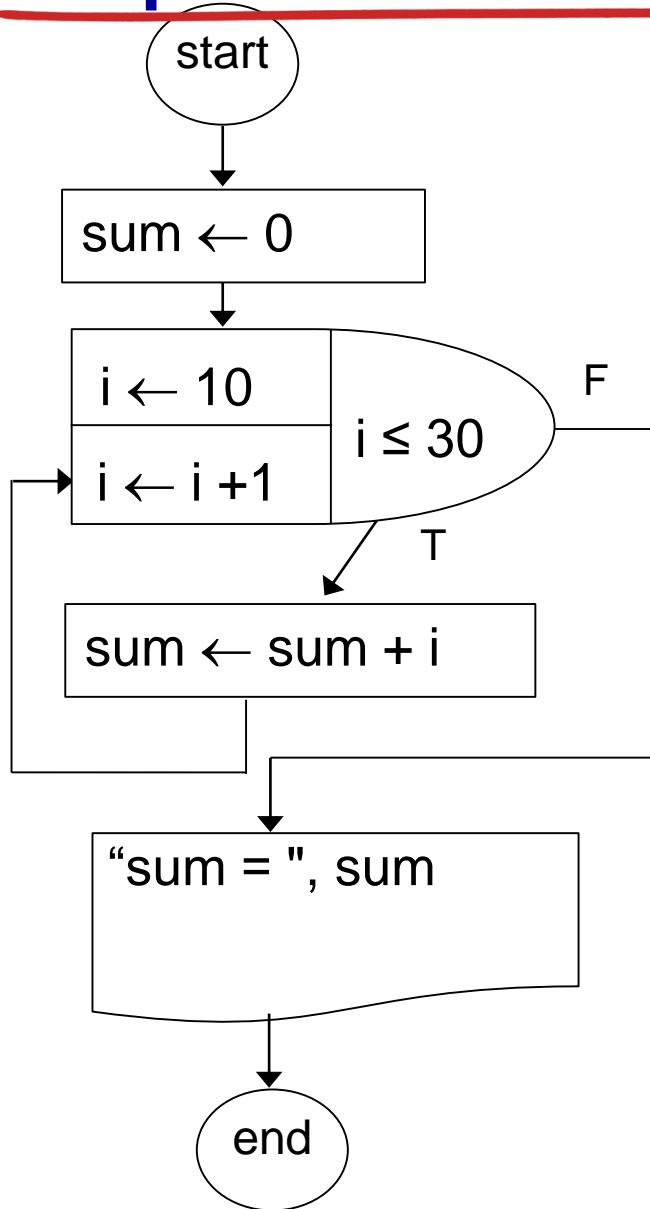 start
sum ← 0
i ← 10
i ≤ 30
F
i ← i +1
T
sum ← sum + i
“sum = ", sum
end